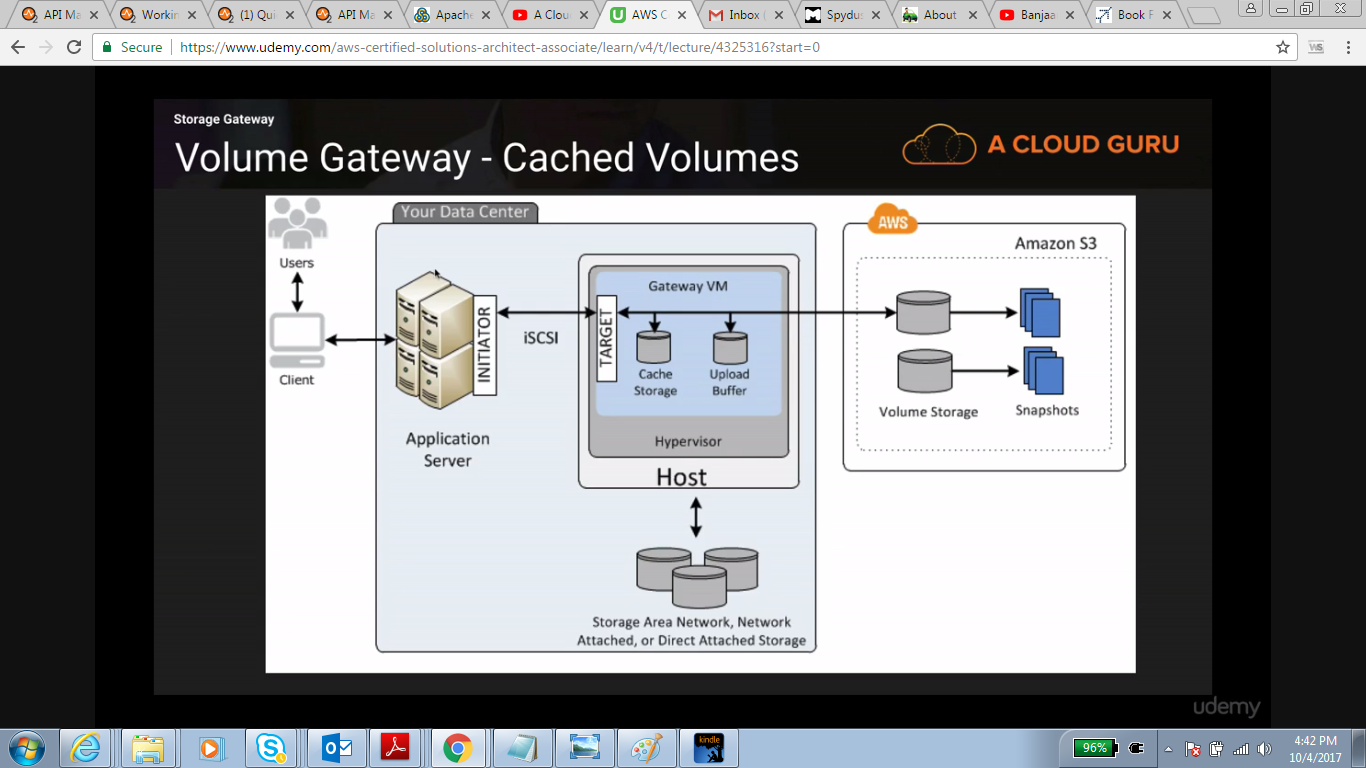 API Ma
Workin
(1) Qui
API Ma
Apache
A Clou
AWS C
Inbox (
Spydus
About
Banjaa
Book F
Secure
https://www.udemy.com/aws-certified-solutions-architect-associate/learn/v4/t/lecture/4325316?start=0
WS
Storage Gateway
Volume Gateway - Cached Volumes
A CLOUD GURU
Users
Client
Your Data Center
Application
Server
INITIATOR
iSCSI
TARGET
Gateway VM
Cache
Storage
Upload
Buffer
Hypervisor
Host
Storage Area Network, Network
Attached, or Direct Attached Storage
AWS
Amazon S3
Volume Storage
Snapshots
udemy
kindle
96%
4:42 PM
10/4/2017